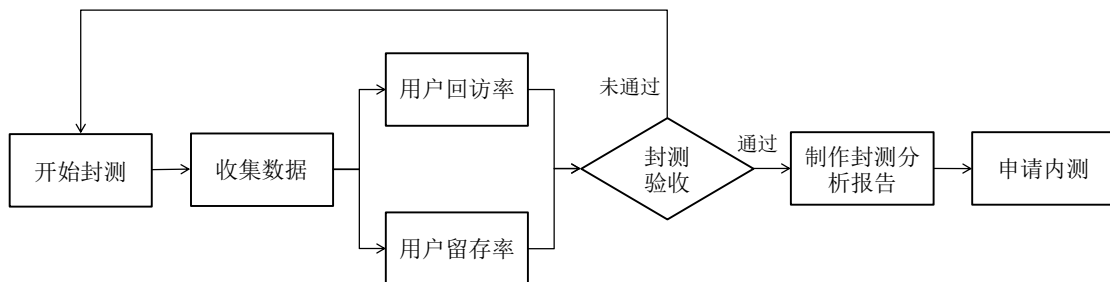 开始封测
收集数据
用户回访率
用户留存率
未通过
封测
验收
通过
制作封测分
析报告
申请内测